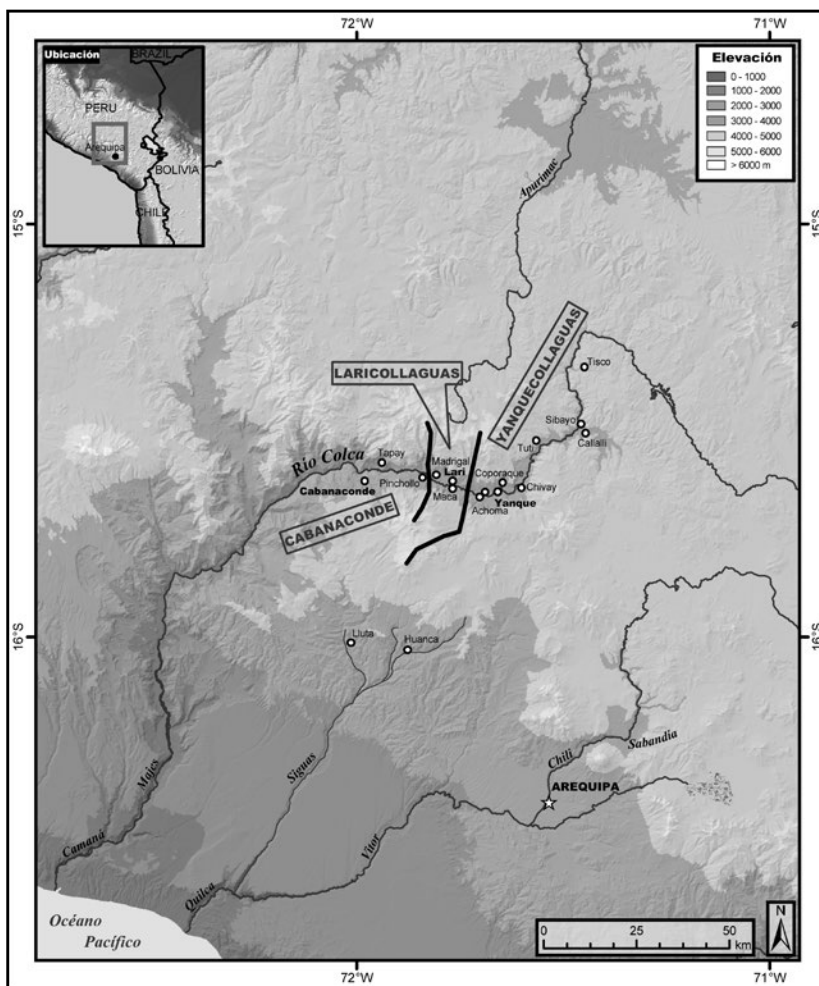 72°W
71°W
Ubicación
BRAZIL
PERU
Arequipa
BOLIVIA
CHILE
Elevación
0 - 1000
1000 - 2000
2000 - 3000
3000 - 4000
4000 - 5000
5000 - 6000
> 6000 m
15°S
15°S
Apurimac
LARICOLLAGUAS
YANQUECOLLAGUAS
Tisco
Sibayo
Callalli
Tuti
Río Colca
Tapay
Madrigal
Lari
Coporaque
Pinchollo
Chivay
Cabanaconde
Maca
Yanque
Achoma
CABANACONDE
16°S
16°S
Lluta
Huanca
Siguas
Chili
Sabandía
AREQUIPA
Majes
Camaná
Vitor
Quilca
Océano
Pacífico
N
0
25
50
km
72°W
71°W